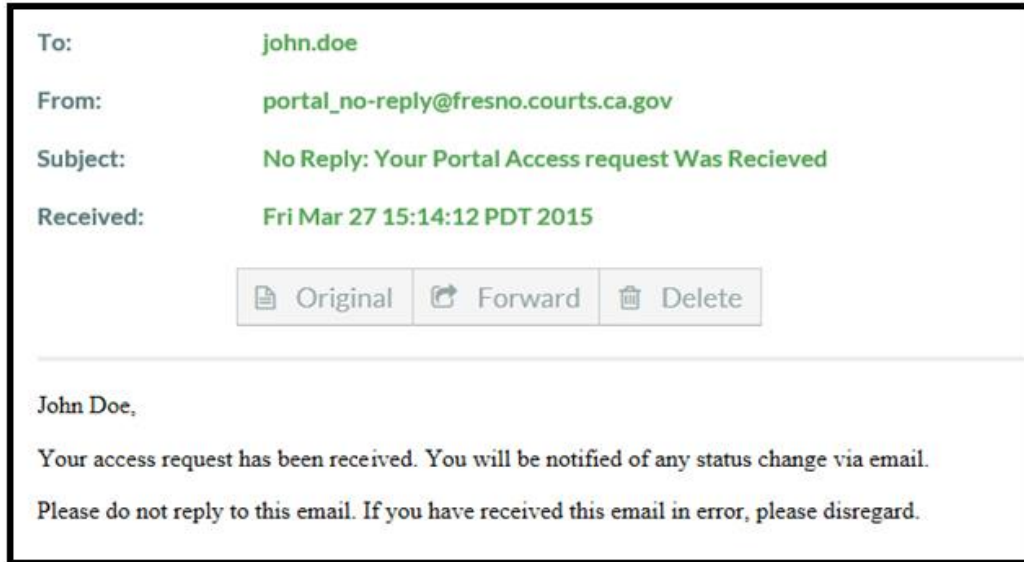 To: john.doe
From: portal_no-reply@fresno.courts.ca.gov
Subject: No Reply: Your Portal Access request Was Recieved
Received: Fri Mar 27 15:14:12 PDT 2015
Original Forward Delete
John Doe,
Your access request has been received. You will be notified of any status change via email.
Please do not reply to this email. If you have received this email in error, please disregard.